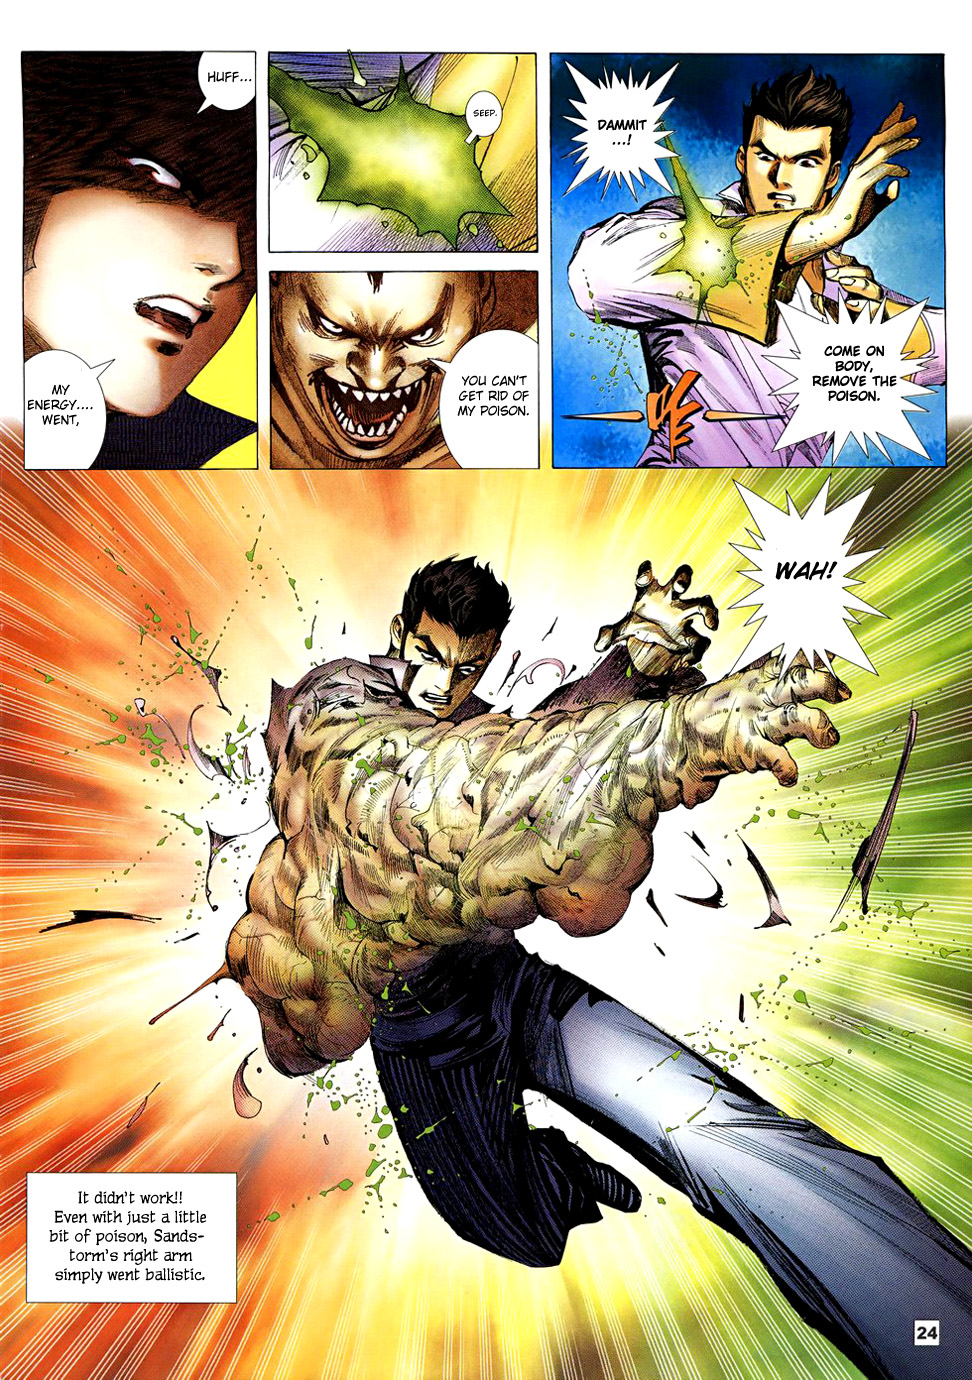 HUFF...
MY
ENERGY....
WENT,
SEEP.
YOU CAN'T
GET RID OF
MY POISON.
DAMMIT
...!
COME ON
BODY,
REMOVE THE
POISON.
WAH!
It didn't work!!
Even with just a little
bit of poison, Sands-
torm's right arm
simply went ballistic.
24